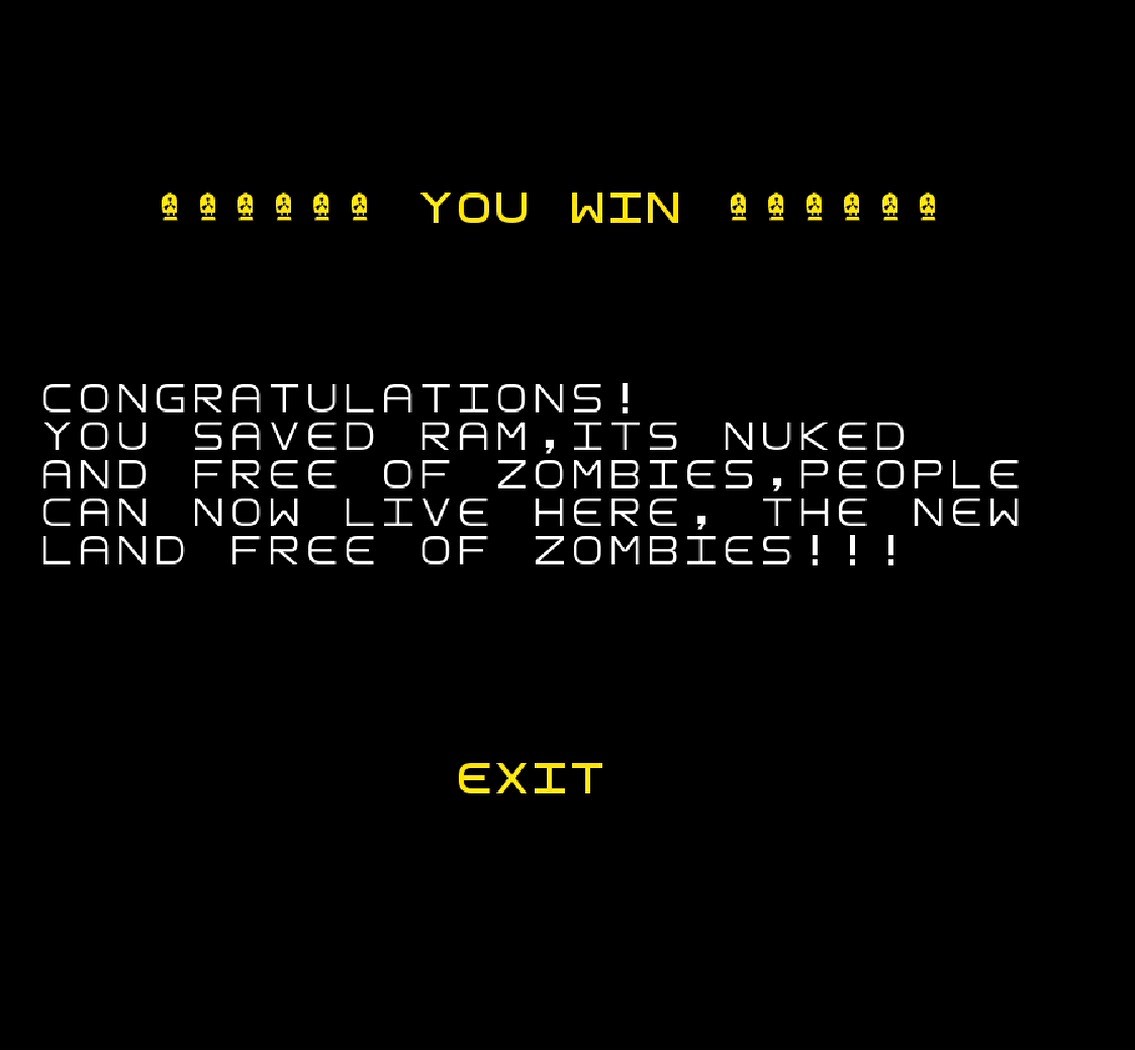 YOU WIN
CONGRATULATIONS!
YOU SAVED RAM,ITS NUKED
AND FREE OF ZOMBIES,PEOPLE
CAN NOW LIVE HERE, THE NEW
LAND FREE OF ZOMBIES!!!
EXIT